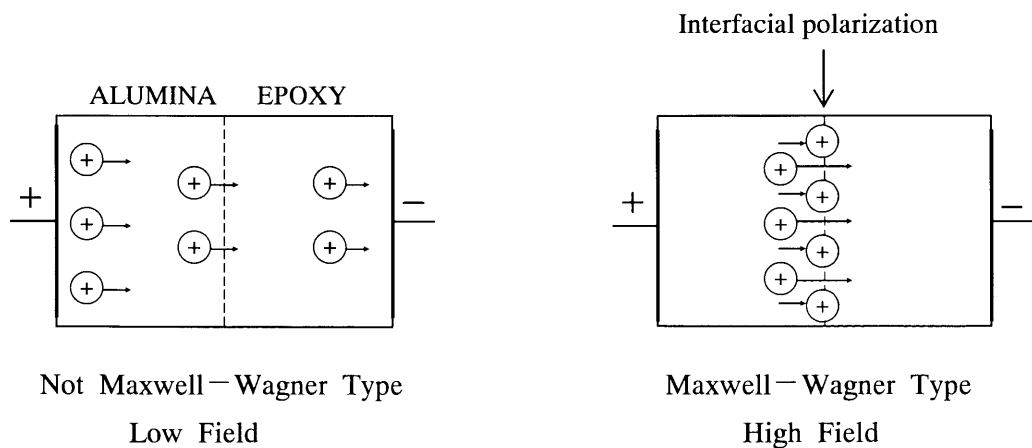 Interfacial polarization
ALUMINA EPOXY
+ + + + −
+ + + −
+ + +
+ + + +
+ + +
Not Maxwell−Wagner Type
Low Field
Maxwell−Wagner Type
High Field